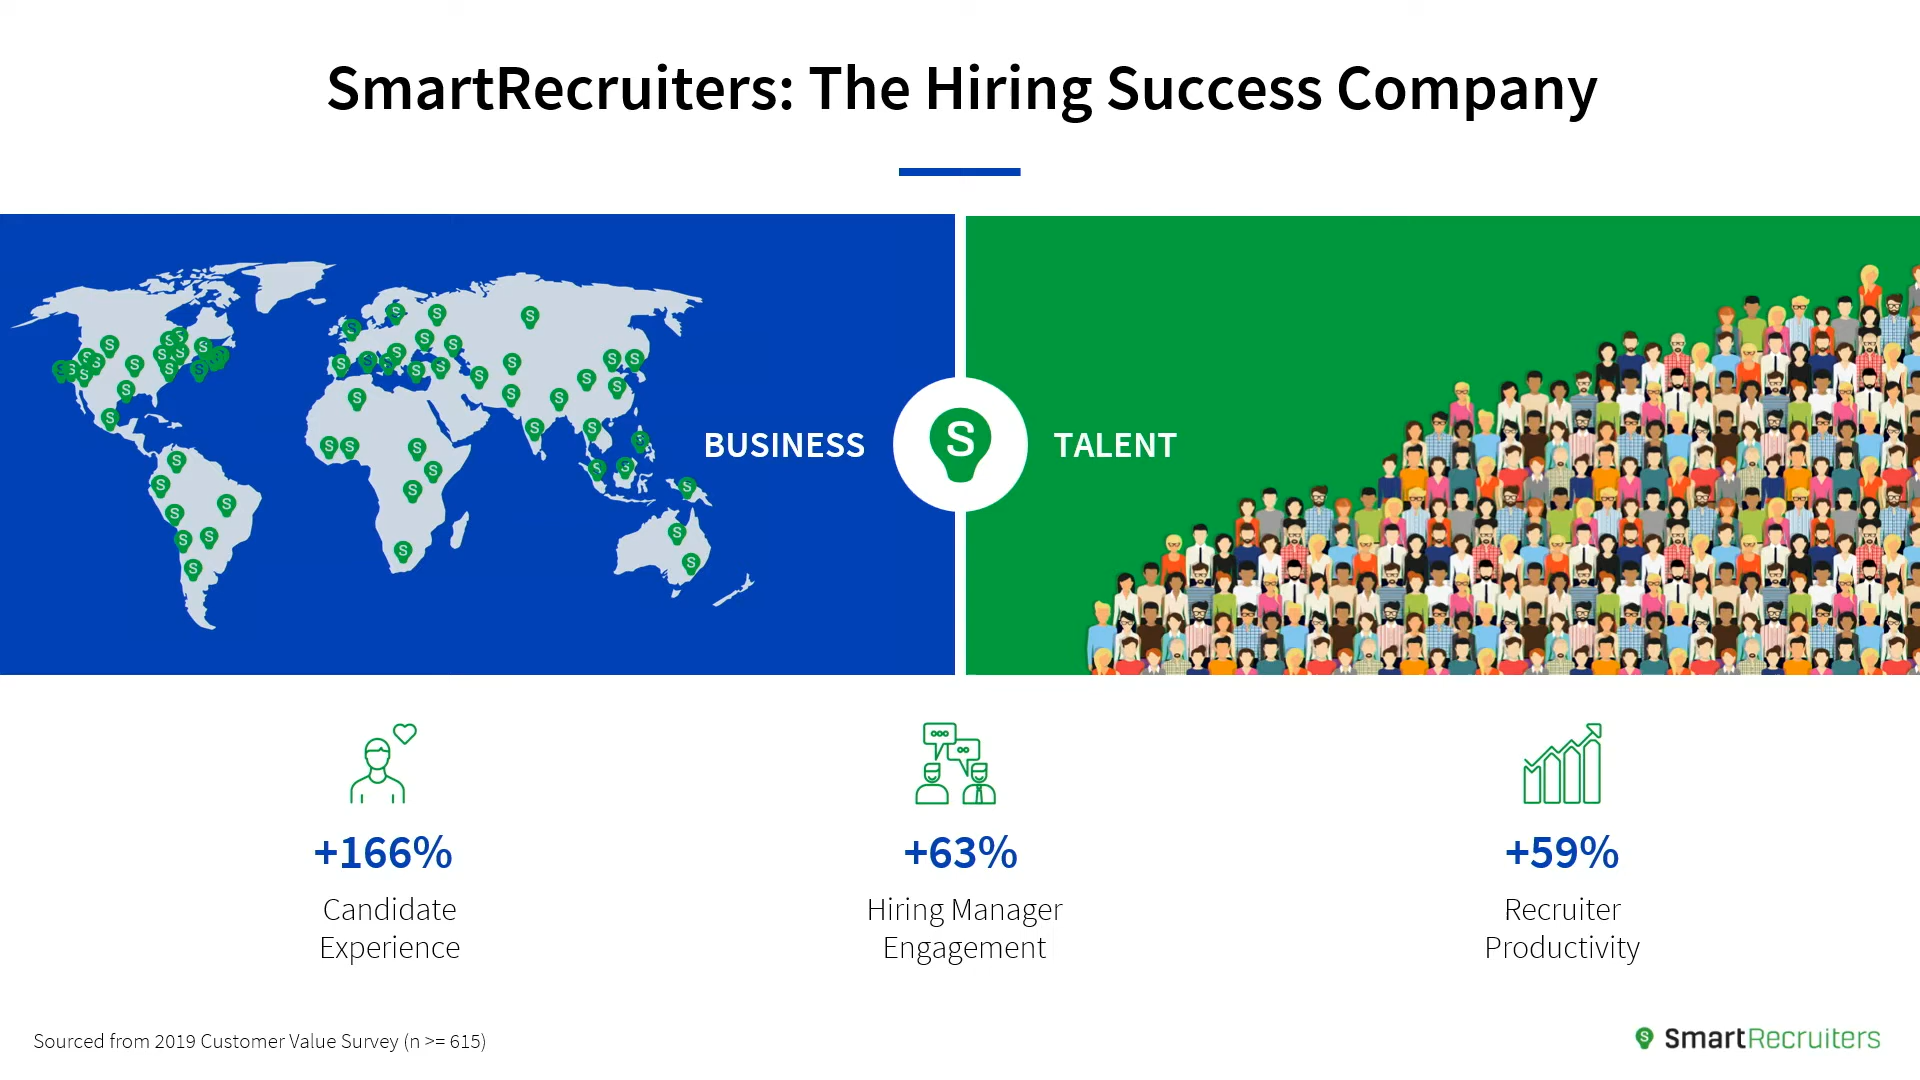 SmartRecruiters: The Hiring Success Company
BUSINESS
S
TALENT
+166%
Candidate
Experience
+63%
Hiring Manager
Engagement
+59%
Recruiter
Productivity
Sourced from 2019 Customer Value Survey (n >= 615)
S SmartRecruiters